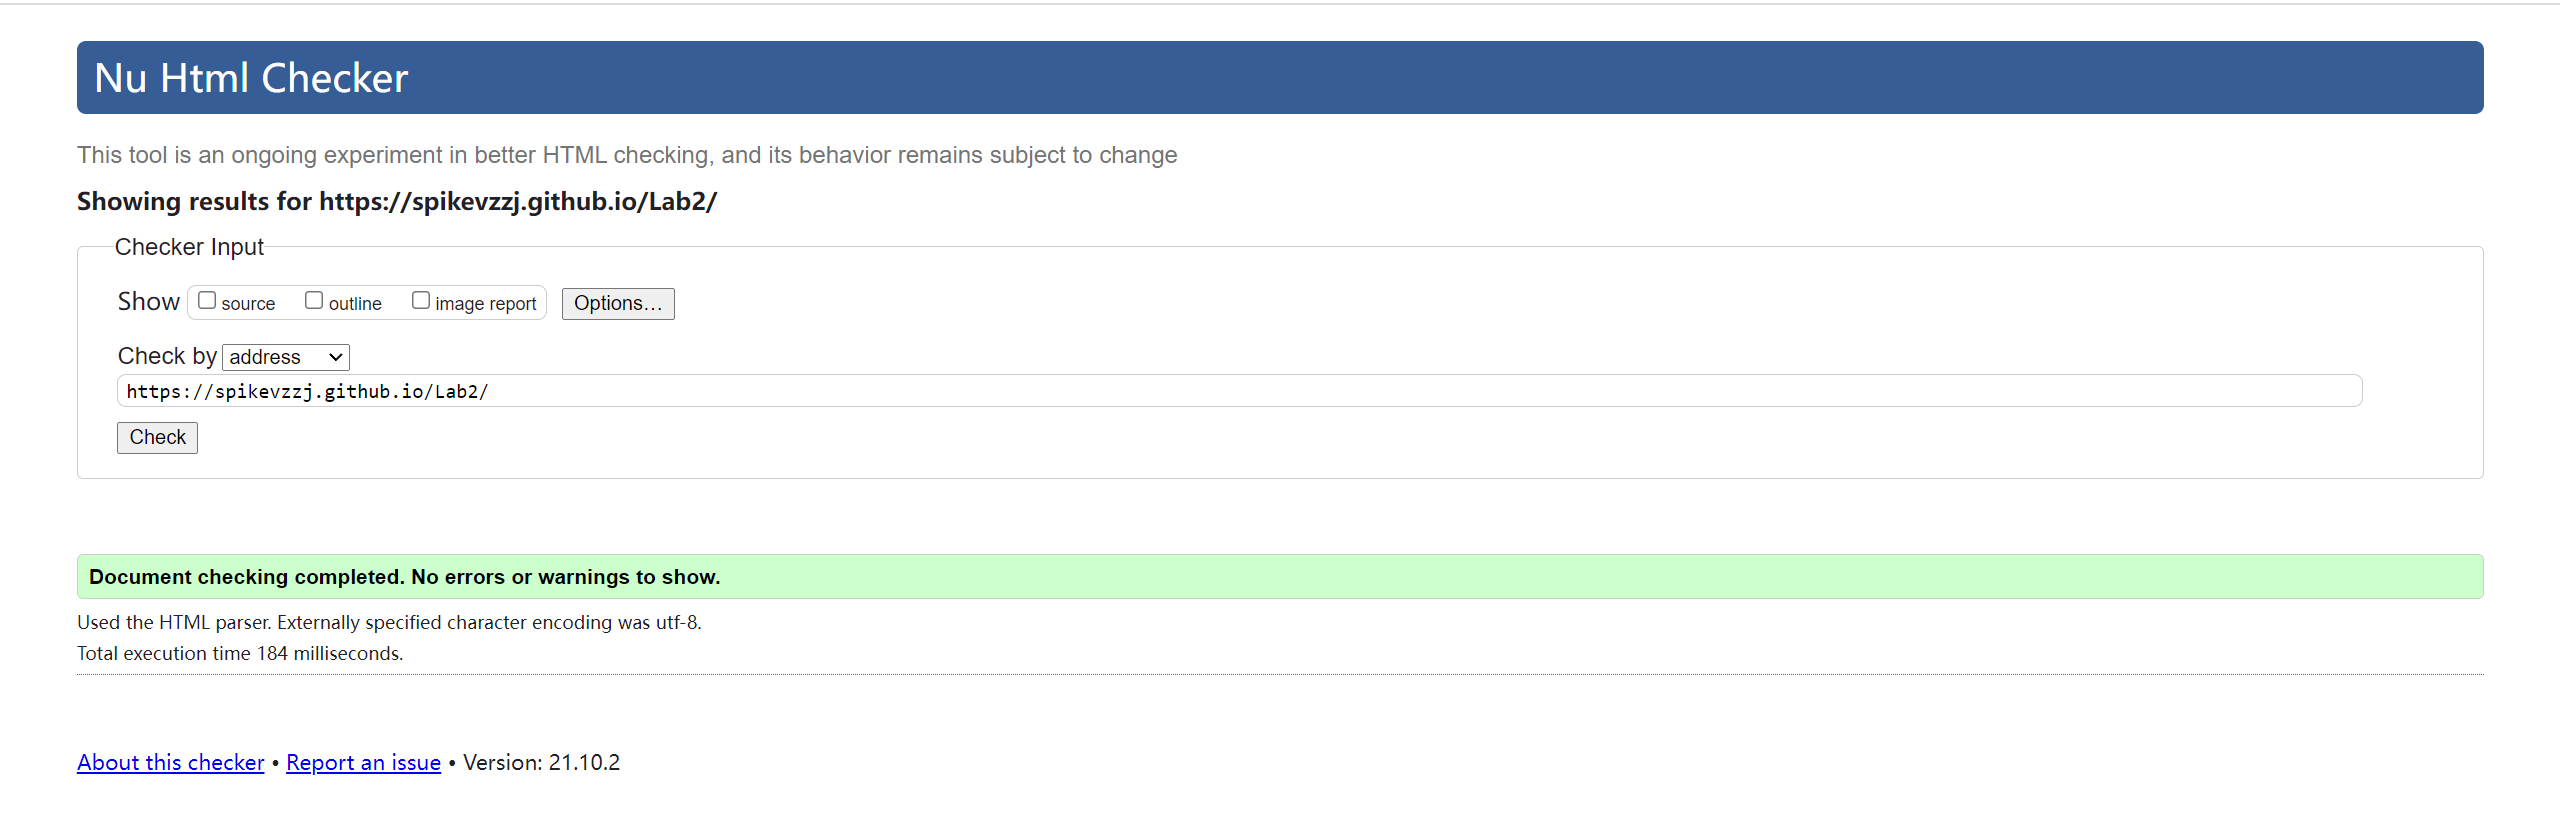 Nu Html Checker
This tool is an ongoing experiment in better HTML checking, and its behavior remains subject to change
Showing results for https://spikevzzj.github.io/Lab2/
Checker Input
Show source outline image report Options...
Check by address
https://spikevzzj.github.io/Lab2/
Check
Document checking completed. No errors or warnings to show.
Used the HTML parser. Externally specified character encoding was utf-8.
Total execution time 184 milliseconds.
About this checker • Report an issue • Version: 21.10.2